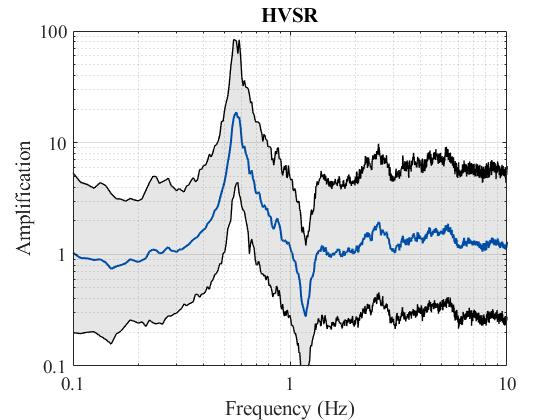 HVSR
100
10
1
0.1
Amplification
0.1 1 10
Frequency (Hz)